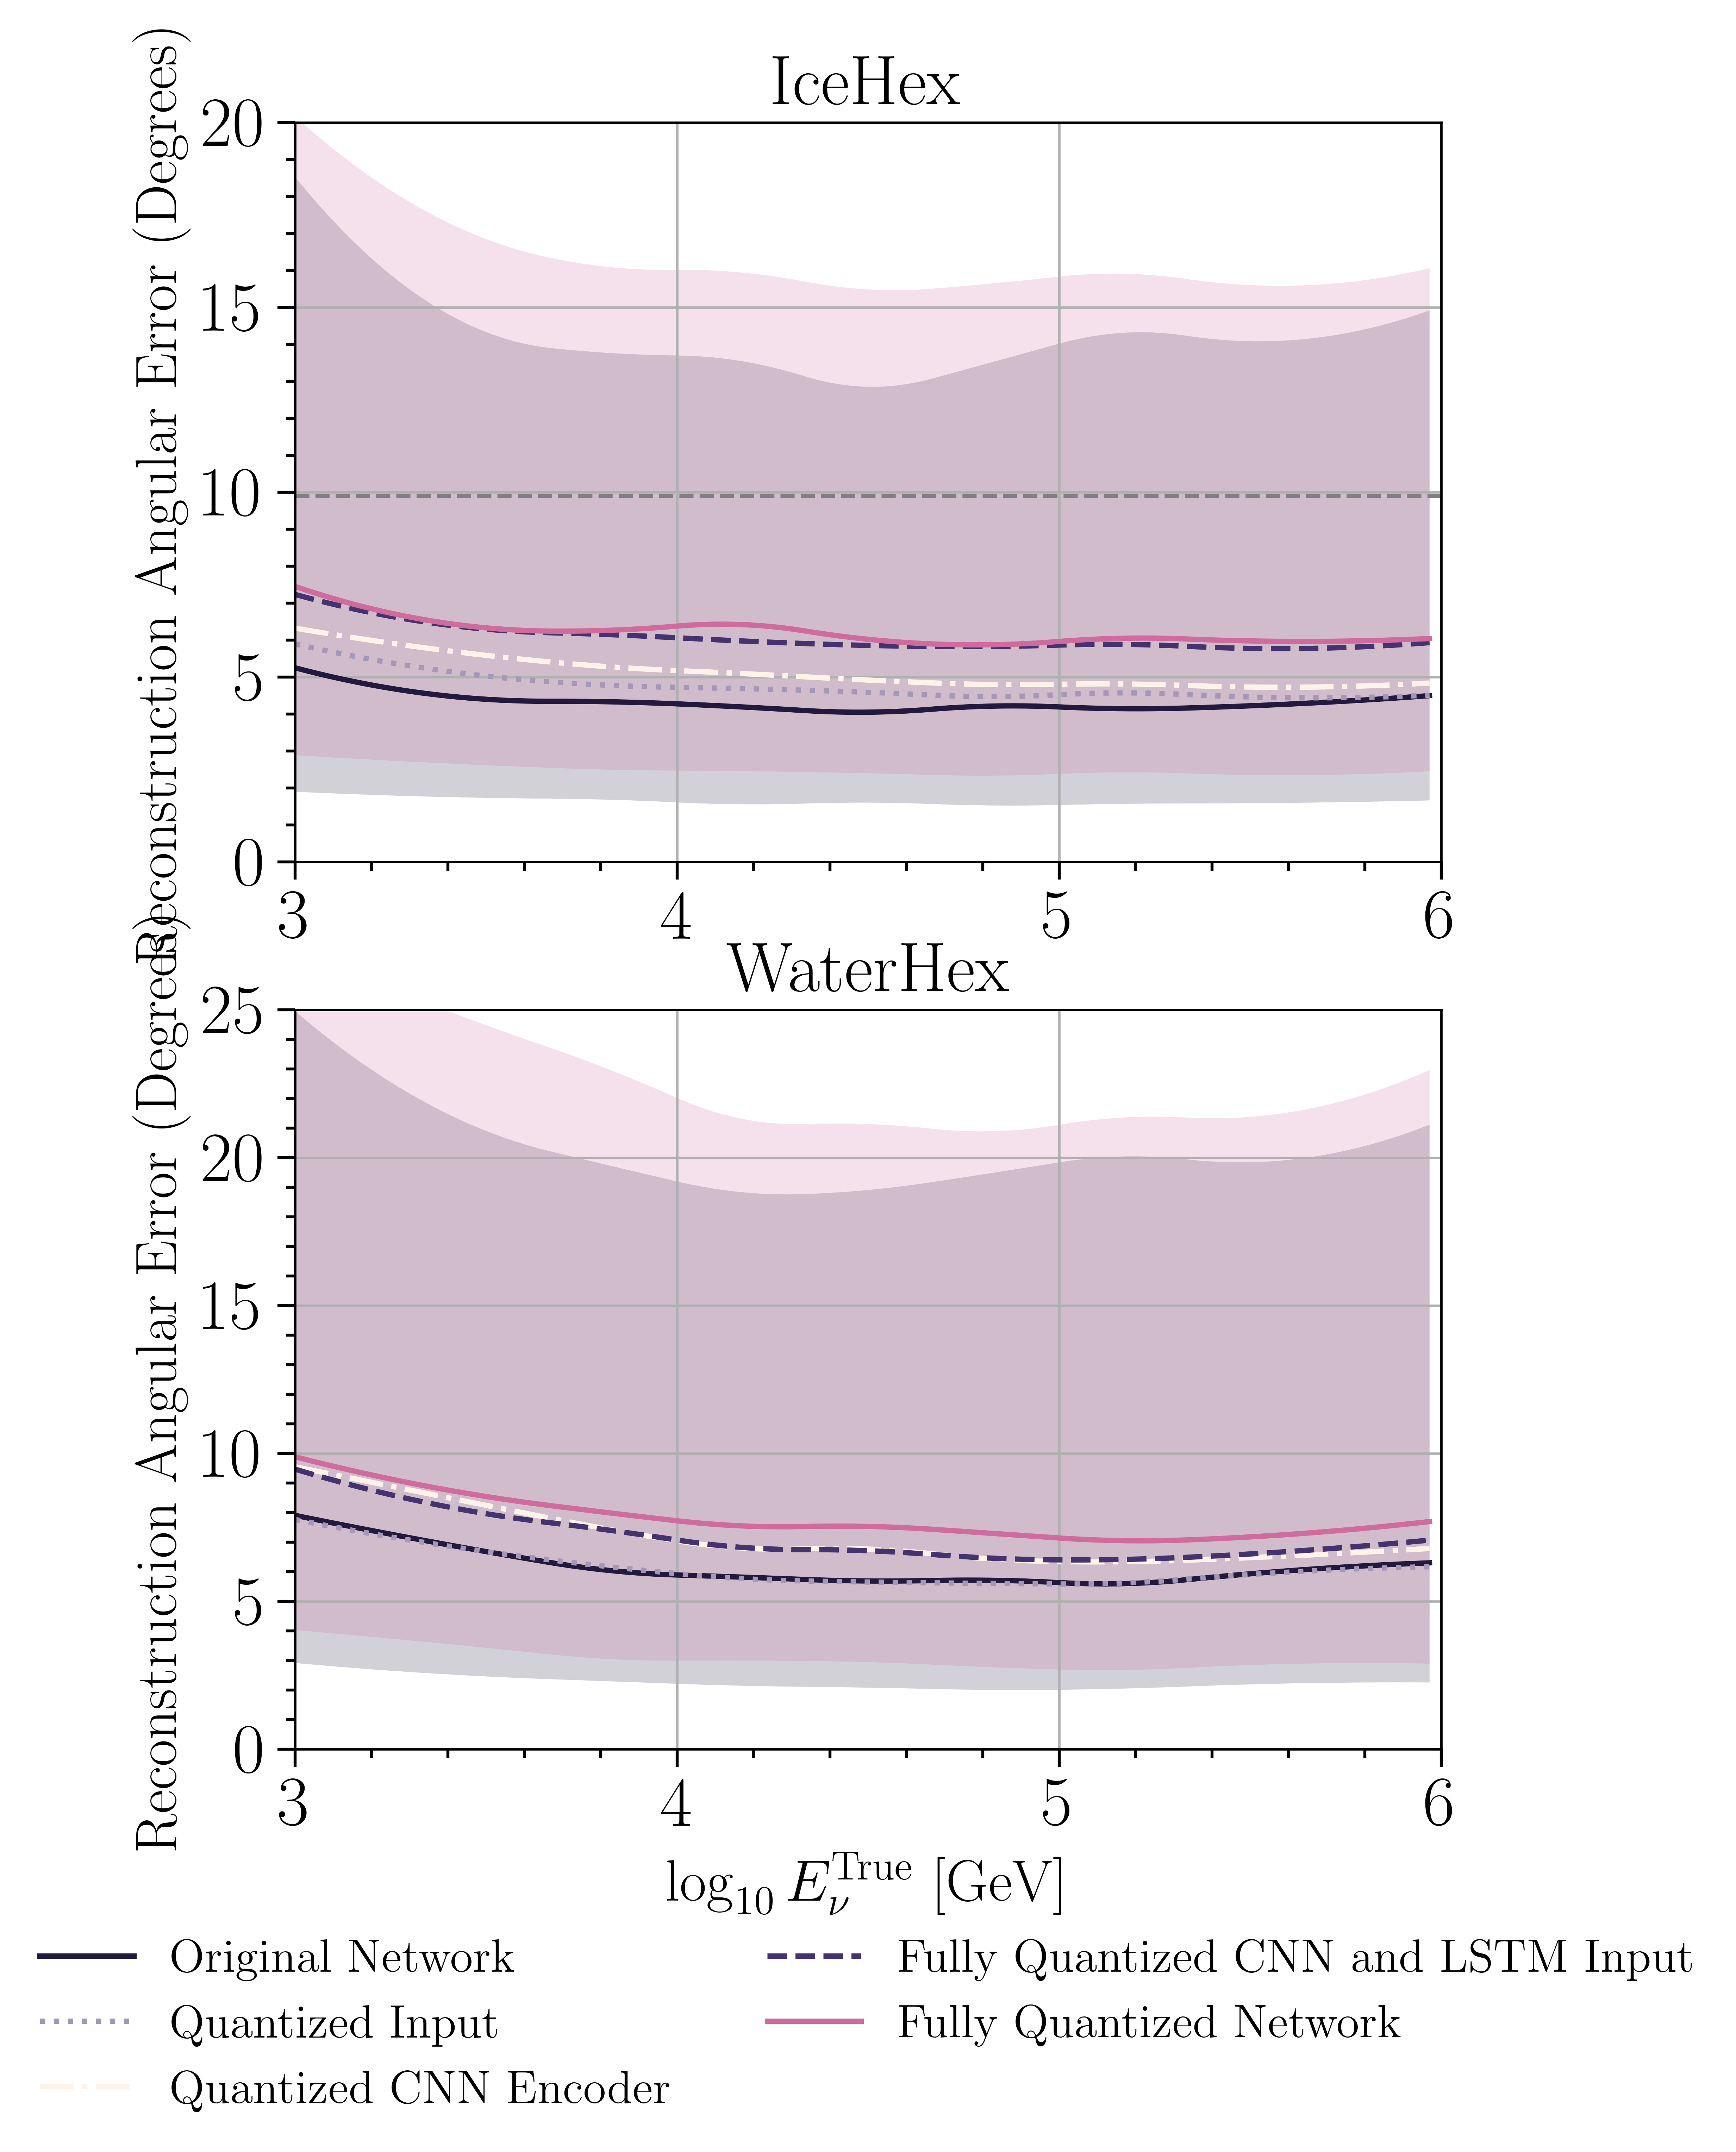 IceHex
Reconstruction Angular Error (Degrees)
20
15
10
5
0
3 4 5 6
WaterHex
Reconstruction Angular Error (Degrees)
25
20
15
10
5
0
3 4 5 6
log₁₀ E_ν^True [GeV]
Original Network
Quantized Input
Quantized CNN Encoder
Fully Quantized CNN and LSTM Input
Fully Quantized Network